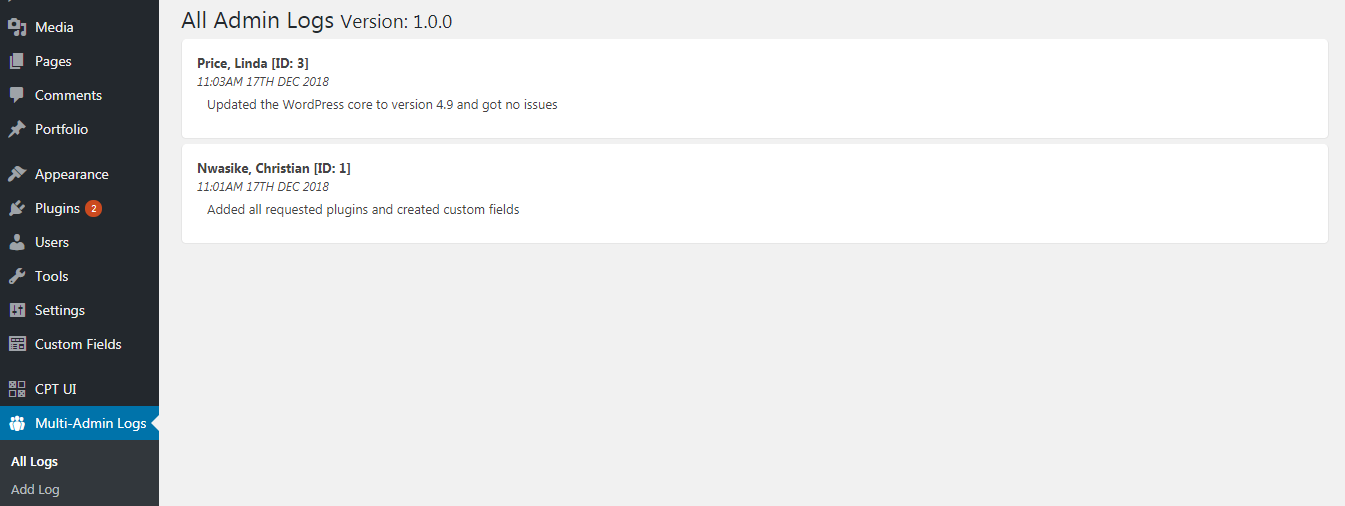 Media
Pages
Comments
Portfolio
Appearance
Plugins 2
Users
Tools
Settings
Custom Fields
CPT UI
Multi-Admin Logs
All Logs
Add Log
All Admin Logs Version: 1.0.0
Price, Linda [ID: 3]
11:03AM 17TH DEC 2018
Updated the WordPress core to version 4.9 and got no issues
Nwasike, Christian [ID: 1]
11:01AM 17TH DEC 2018
Added all requested plugins and created custom fields